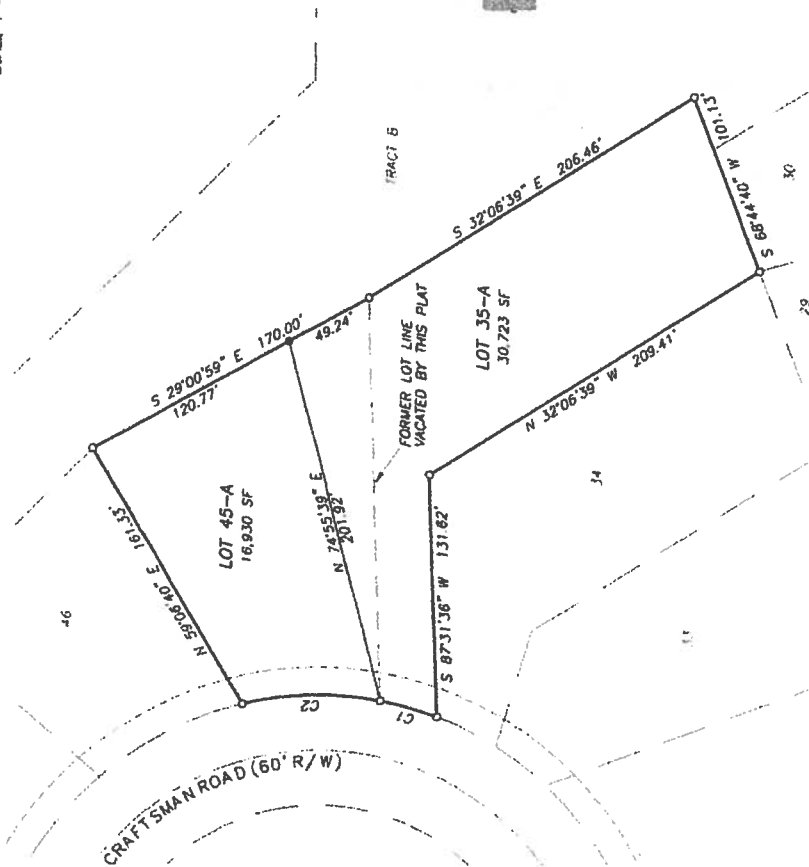 46
N 59°06'40" E 161.33'
S 29°00'59" E 170.00'
120.77'
49.24'
LOT 45-A
16,930 SF
N 74°55'39" E
201.92'
C2
C1
CRAFTSMAN ROAD (60' R/W)
FORMER LOT LINE
VACATED BY THIS PLAT
S 87°31'36" W 131.62'
LOT 35-A
30,723 SF
S 32°06'39" E 206.46'
N 32°06'39" W 209.41'
S 68°44'40" W 101.13'
34
29
30